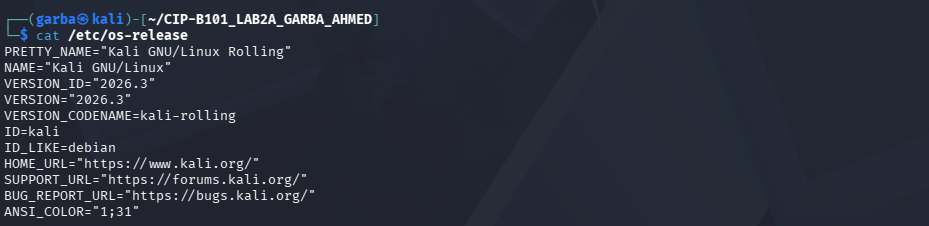 ┌──(garba㉿kali)-[~/CIP-B101_LAB2A_GARBA_AHMED]
└─$ cat /etc/os-release
PRETTY_NAME="Kali GNU/Linux Rolling"
NAME="Kali GNU/Linux"
VERSION_ID="2026.3"
VERSION="2026.3"
VERSION_CODENAME=kali-rolling
ID=kali
ID_LIKE=debian
HOME_URL="https://www.kali.org/"
SUPPORT_URL="https://forums.kali.org/"
BUG_REPORT_URL="https://bugs.kali.org/"
ANSI_COLOR="1;31"